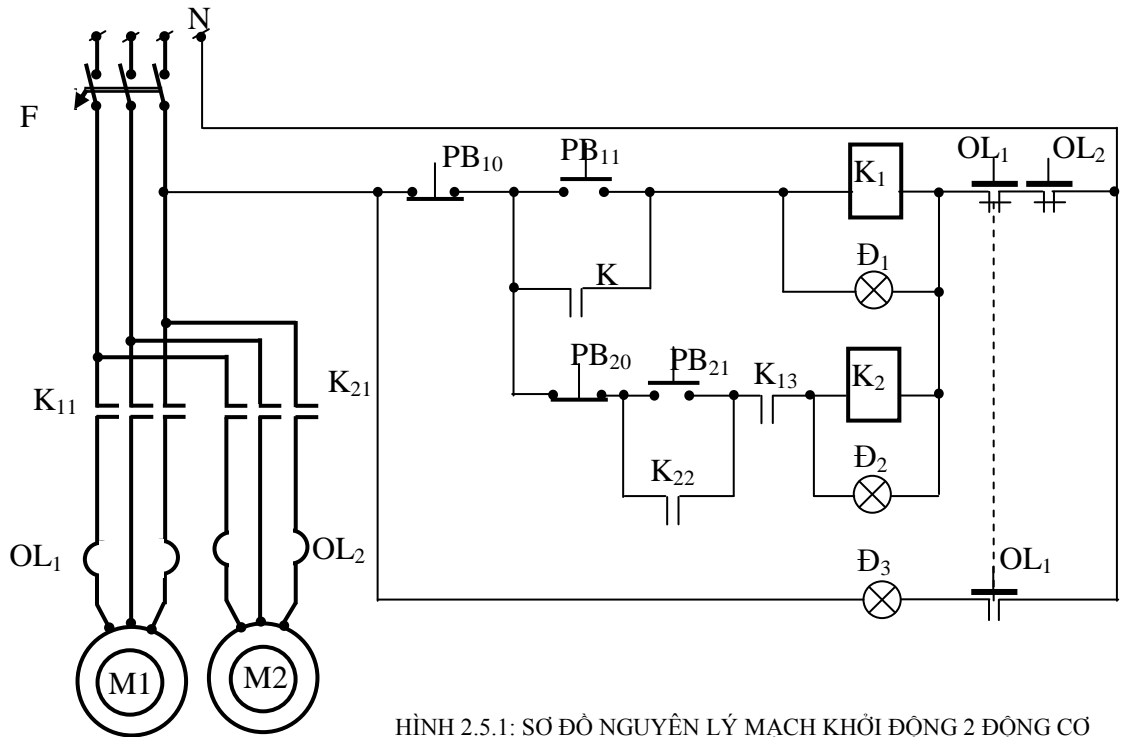 N
F
PB₁₀
PB₁₁
K₁
OL₁
OL₂
K
Đ₁
PB₂₀
PB₂₁
K₁₃
K₂
K₁₁
K₂₁
K₂₂
Đ₂
OL₁
OL₂
Đ₃
OL₁
M1
M2
HÌNH 2.5.1: SƠ ĐỒ NGUYÊN LÝ MẠCH KHỞI ĐỘNG 2 ĐỘNG CƠ